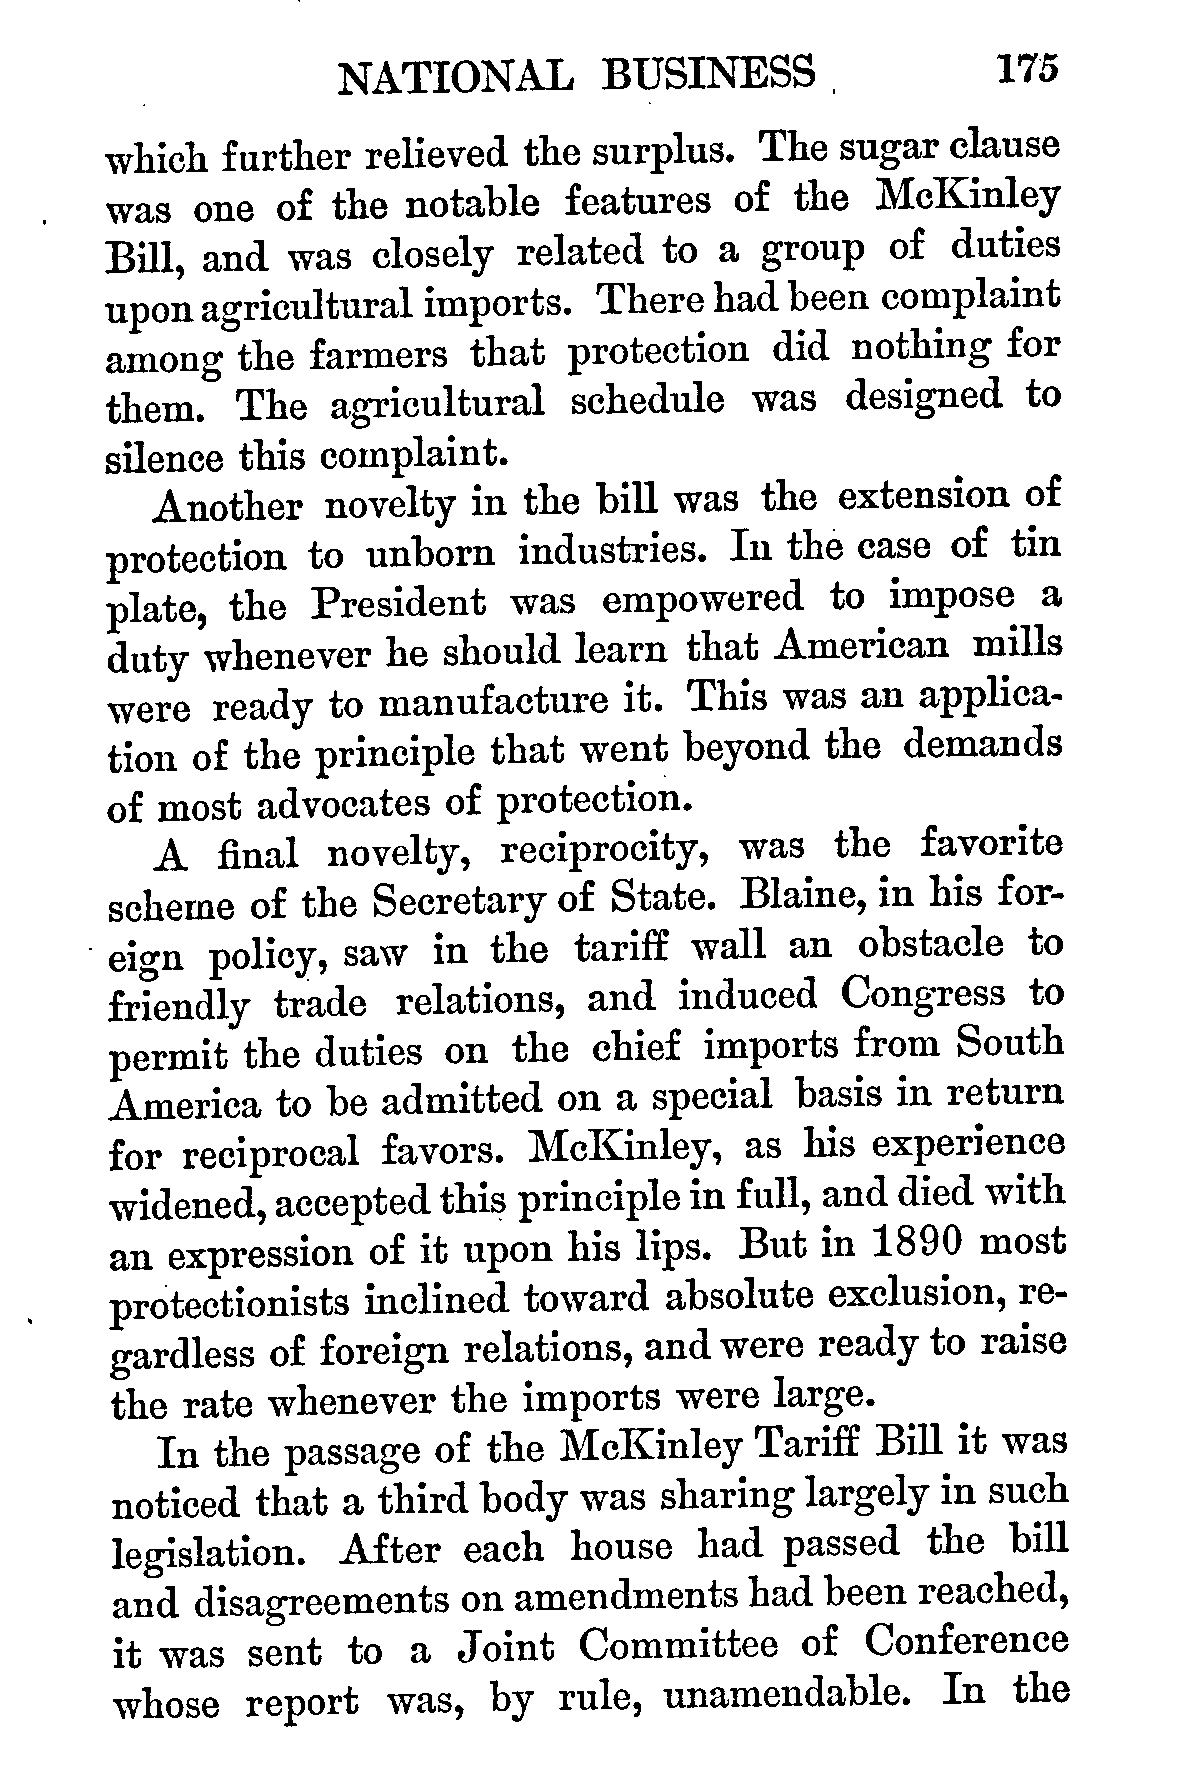 NATIONAL BUSINESS 175
which further relieved the surplus. The sugar clause
was one of the notable features of the McKinley
Bill, and was closely related to a group of duties
upon agricultural imports. There had been complaint
among the farmers that protection did nothing for
them. The agricultural schedule was designed to
silence this complaint.
Another novelty in the bill was the extension of
protection to unborn industries. In the case of tin
plate, the President was empowered to impose a
duty whenever he should learn that American mills
were ready to manufacture it. This was an applica-
tion of the principle that went beyond the demands
of most advocates of protection.
A final novelty, reciprocity, was the favorite
scheme of the Secretary of State. Blaine, in his for-
eign policy, saw in the tariff wall an obstacle to
friendly trade relations, and induced Congress to
permit the duties on the chief imports from South
America to be admitted on a special basis in return
for reciprocal favors. McKinley, as his experience
widened, accepted this principle in full, and died with
an expression of it upon his lips. But in 1890 most
protectionists inclined toward absolute exclusion, re-
gardless of foreign relations, and were ready to raise
the rate whenever the imports were large.
In the passage of the McKinley Tariff Bill it was
noticed that a third body was sharing largely in such
legislation. After each house had passed the bill
and disagreements on amendments had been reached,
it was sent to a Joint Committee of Conference
whose report was, by rule, unamendable. In the